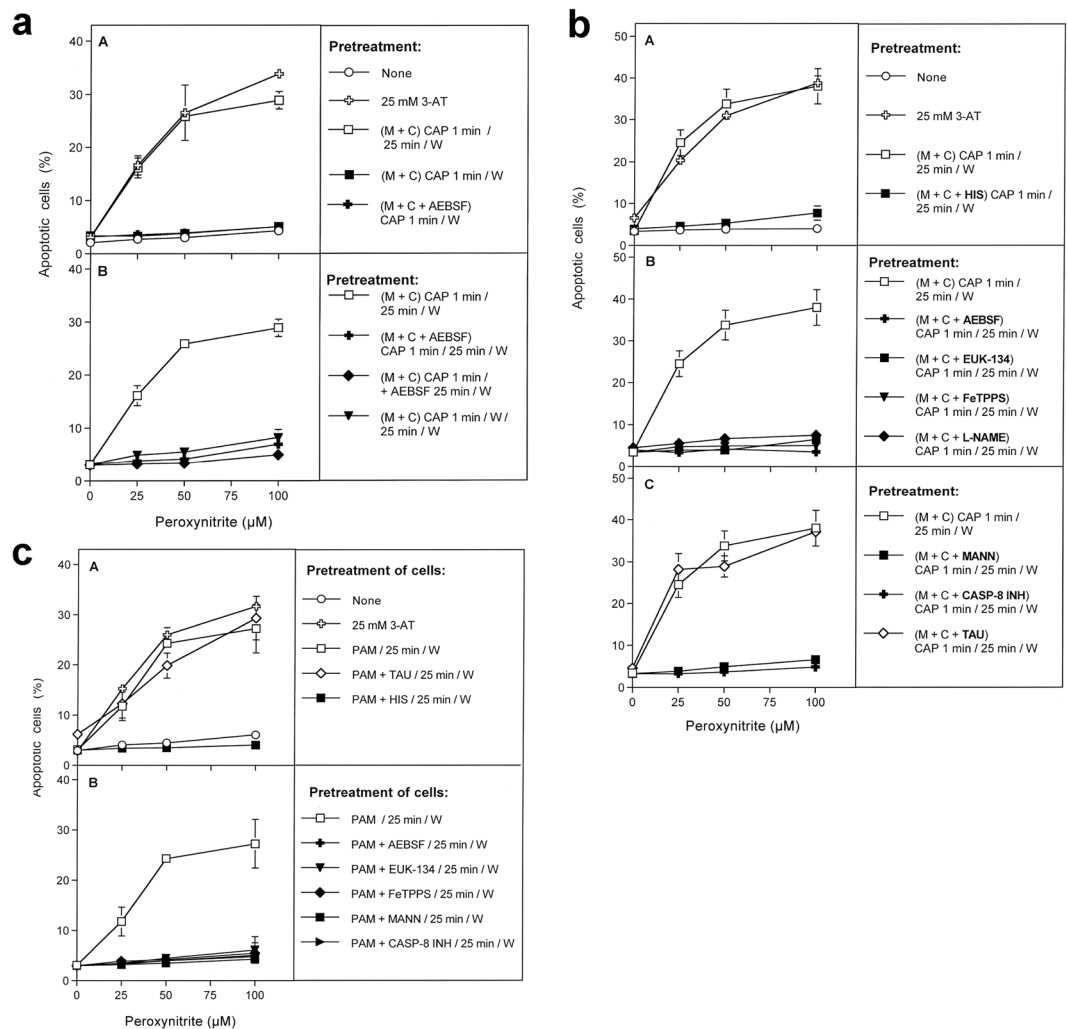 a
A
40
30
20
10
0
Apoptotic cells (%)
Pretreatment:
None
25 mM 3-AT
(M + C) CAP 1 min /
25 min / W
(M + C) CAP 1 min / W
(M + C + AEBSF)
CAP 1 min / W
B
40
30
20
10
0
0
25
50
75
100
Peroxynitrite (µM)
Pretreatment:
(M + C) CAP 1 min /
25 min / W
(M + C + AEBSF)
CAP 1 min / 25 min / W
(M + C) CAP 1 min /
+ AEBSF 25 min / W
(M + C) CAP 1 min / W /
25 min / W
b
A
50
40
30
20
10
0
Apoptotic cells (%)
Pretreatment:
None
25 mM 3-AT
(M + C) CAP 1 min /
25 min / W
(M + C + HIS) CAP 1 min /
25 min / W
B
50
40
30
20
10
0
Pretreatment:
(M + C) CAP 1 min /
25 min / W
(M + C + AEBSF)
CAP 1 min / 25 min / W
(M + C + EUK-134)
CAP 1 min / 25 min / W
(M + C + FeTPPS)
CAP 1 min / 25 min / W
(M + C + L-NAME)
CAP 1 min / 25 min / W
C
50
40
30
20
10
0
0
25
50
75
100
Peroxynitrite (µM)
Pretreatment:
(M + C) CAP 1 min /
25 min / W
(M + C + MANN)
CAP 1 min / 25 min / W
(M + C + CASP-8 INH)
CAP 1 min / 25 min / W
(M + C + TAU)
CAP 1 min / 25 min / W
c
A
40
30
20
10
0
Apoptotic cells (%)
Pretreatment of cells:
None
25 mM 3-AT
PAM / 25 min / W
PAM + TAU / 25 min / W
PAM + HIS / 25 min / W
B
40
30
20
10
0
0
25
50
75
100
Peroxynitrite (µM)
Pretreatment of cells:
PAM / 25 min / W
PAM + AEBSF / 25 min / W
PAM + EUK-134 / 25 min / W
PAM + FeTPPS / 25 min / W
PAM + MANN / 25 min / W
PAM + CASP-8 INH / 25 min / W